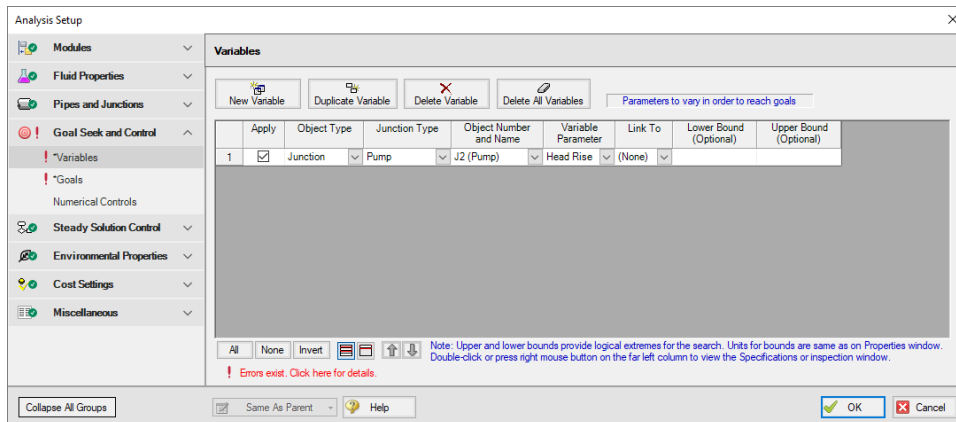 Analysis Setup
Modules
Fluid Properties
Pipes and Junctions
Goal Seek and Control
*Variables
*Goals
Numerical Controls
Steady Solution Control
Environmental Properties
Cost Settings
Miscellaneous
Collapse All Groups
Variables
New Variable
Duplicate Variable
Delete Variable
Delete All Variables
Parameters to vary in order to reach goals
Apply
Object Type
Junction Type
Object Number
and Name
Variable
Parameter
Link To
Lower Bound
(Optional)
Upper Bound
(Optional)
1
Junction
Pump
J2 (Pump)
Head Rise
(None)
All
None
Invert
Note: Upper and lower bounds provide logical extremes for the search. Units for bounds are same as on Properties window.
Double-click or press right mouse button on the far left column to view the Specifications or inspection window.
Errors exist. Click here for details.
Same As Parent
Help
OK
Cancel